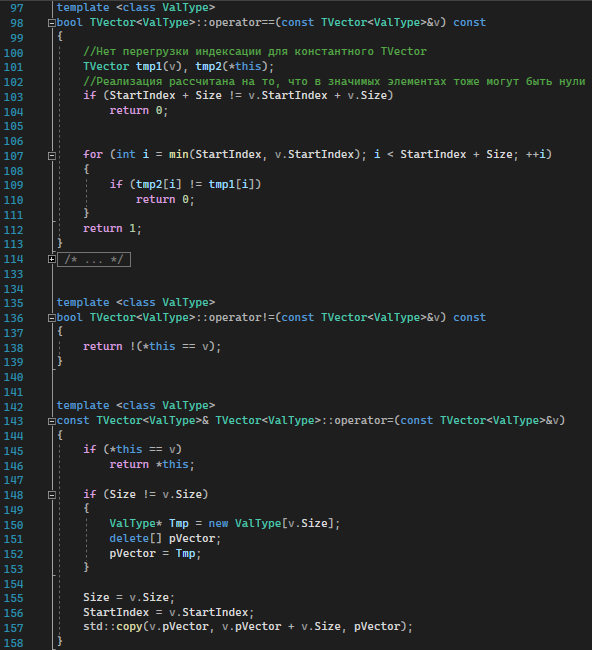 97 template <class ValType>
98 bool TVector<ValType>::operator==(const TVector<ValType>&v) const
99 {
100 //Нет перегрузки индексации для константного TVector
101 TVector tmp1(v), tmp2(*this);
102 //Реализация рассчитана на то, что в значимых элементах тоже могут быть нули
103 if (StartIndex + Size != v.StartIndex + v.Size)
104 return 0;
105
106
107 for (int i = min(StartIndex, v.StartIndex); i < StartIndex + Size; ++i)
108 {
109 if (tmp2[i] != tmp1[i])
110 return 0;
111 }
112 return 1;
113 }
114 /* ... */
133
134
135 template <class ValType>
136 bool TVector<ValType>::operator!=(const TVector<ValType>&v) const
137 {
138 return !(*this == v);
139 }
140
141
142 template <class ValType>
143 const TVector<ValType>& TVector<ValType>::operator=(const TVector<ValType>&v)
144 {
145 if (*this == v)
146 return *this;
147
148 if (Size != v.Size)
149 {
150 ValType* Tmp = new ValType[v.Size];
151 delete[] pVector;
152 pVector = Tmp;
153 }
154
155 Size = v.Size;
156 StartIndex = v.StartIndex;
157 std::copy(v.pVector, v.pVector + v.Size, pVector);
158 }